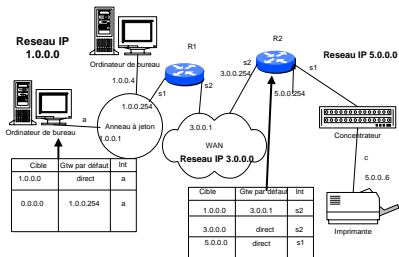 Reseau IP
1.0.0.0
Ordinateur de bureau
1.0.0.4
R1
R2
Reseau IP 5.0.0.0
s2
3.0.0.254
s1
5.0.0.254
1.0.0.254
s1
s2
a
Ordinateur de bureau
Anneau à jeton
1.0.0.1
3.0.0.1
WAN
Reseau IP 3.0.0.0
Concentrateur
c
5.0.0..6
Imprimante
Cible Gtw par défaut Int
1.0.0.0 direct a
0.0.0.0 1.0.0.254 a
Cible Gtw par défaut Int
1.0.0.0 3.0.0.1 s2
3.0.0.0 direct s2
5.0.0.0 direct s1